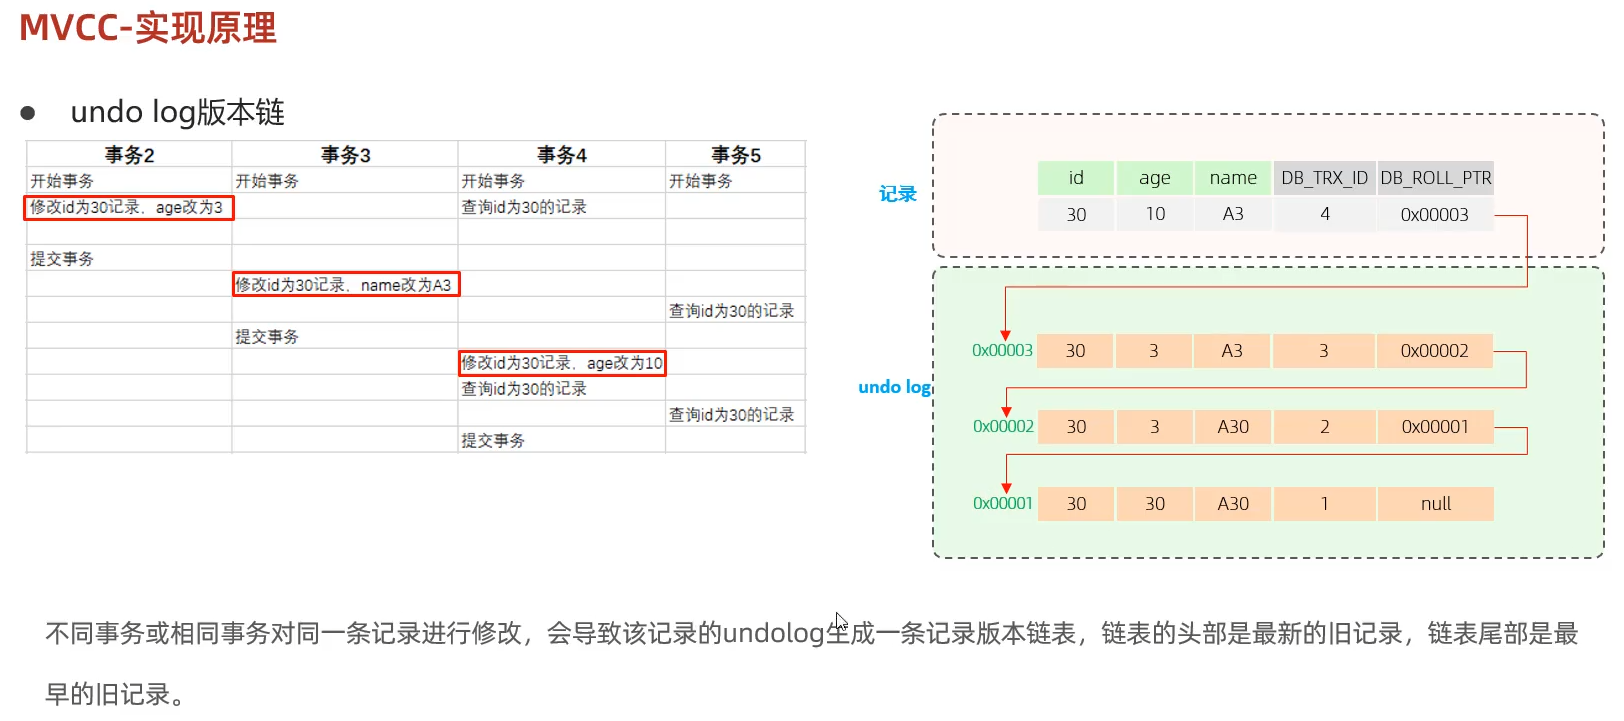 MVCC-实现原理
● undo log版本链
事务2 事务3 事务4 事务5
开始事务 开始事务 开始事务 开始事务
修改id为30记录，age改为3 查询id为30的记录
提交事务
修改id为30记录，name改为A3
查询id为30的记录
提交事务
修改id为30记录，age改为10
查询id为30的记录
查询id为30的记录
提交事务
记录
id age name DB_TRX_ID DB_ROLL_PTR
30 10 A3 4 0x00003
undo log
0x00003 30 3 A3 3 0x00002
0x00002 30 3 A30 2 0x00001
0x00001 30 30 A30 1 null
不同事务或相同事务对同一条记录进行修改，会导致该记录的undolog生成一条记录版本链表，链表的头部是最新的旧记录，链表尾部是最
早的旧记录。